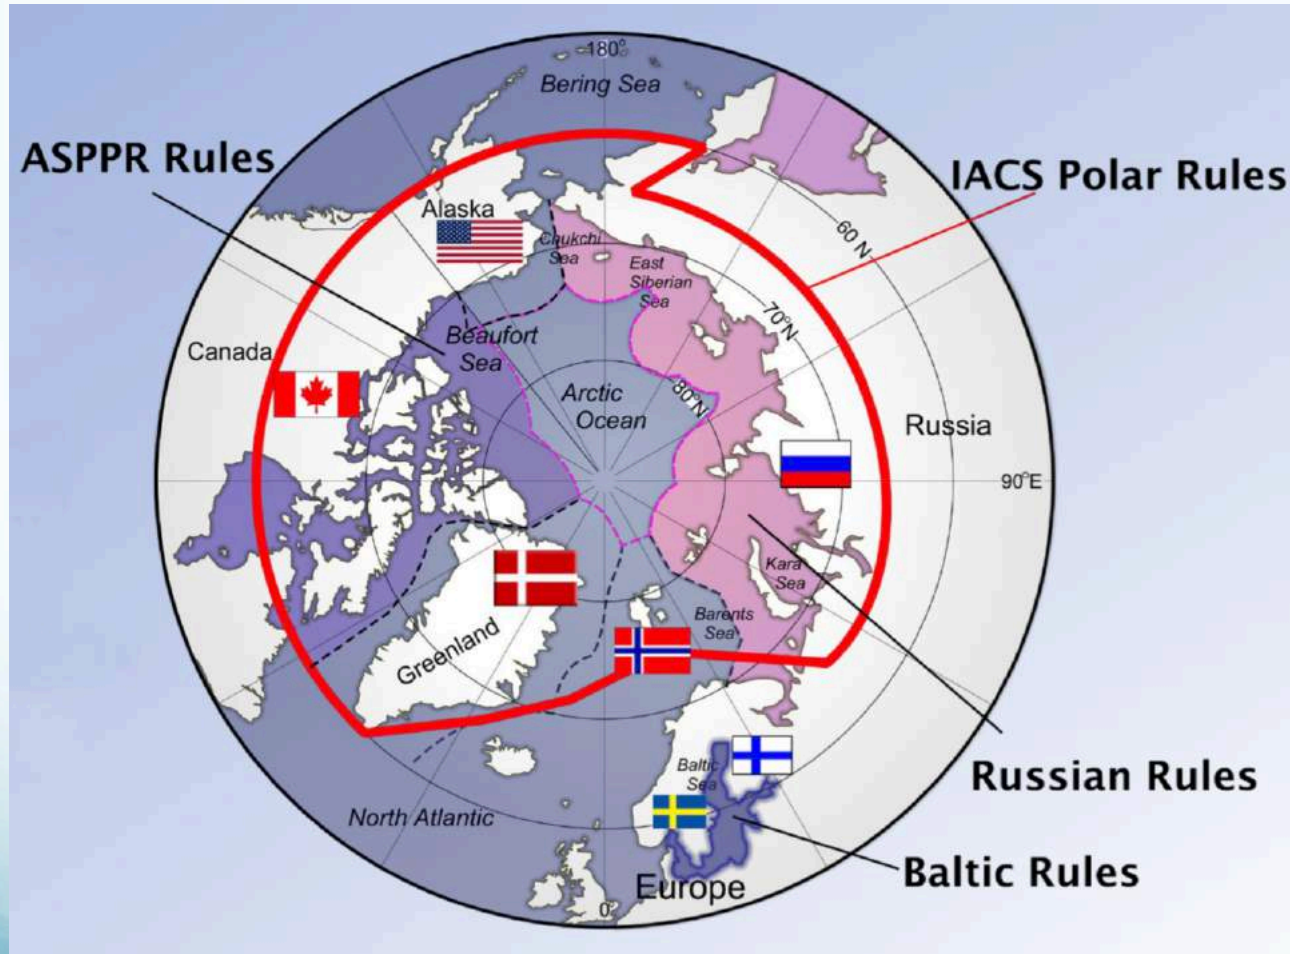 180°
Bering Sea
ASPPR Rules
IACS Polar Rules
Alaska
60 N
Chukchi
Sea
East
Siberian
Sea
70°N
Beaufort
Sea
Canada
80°N
Arctic
Ocean
Russia
90°E
Kara
Sea
Barents
Sea
Greenland
Russian Rules
Baltic
Sea
North Atlantic
Baltic Rules
Europe
0°